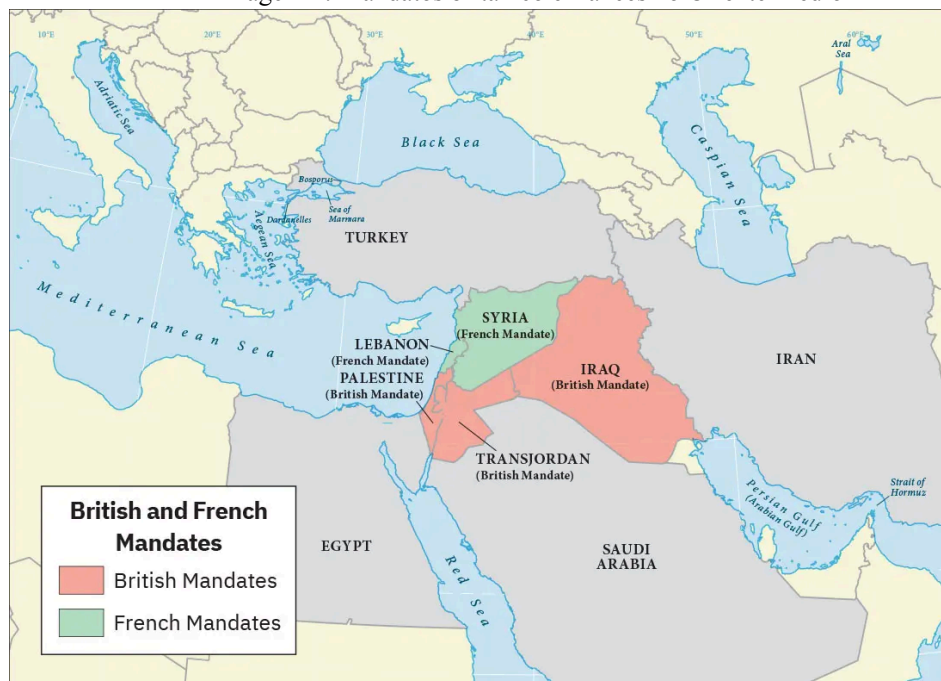 10°E
30°E
40°E
50°E
60°E
Aral
Sea
Adriatic Sea
Black Sea
Caspian Sea
Bosporus
Sea of
Marmara
Dardanelles
Aegean Sea
TURKEY
Mediterranean Sea
SYRIA
(French Mandate)
LEBANON
(French Mandate)
PALESTINE
(British Mandate)
IRAQ
(British Mandate)
IRAN
TRANSJORDAN
(British Mandate)
Strait of
Hormuz
Persian Gulf
(Arabian Gulf)
EGYPT
SAUDI
ARABIA
Red Sea
British and French
Mandates
British Mandates
French Mandates